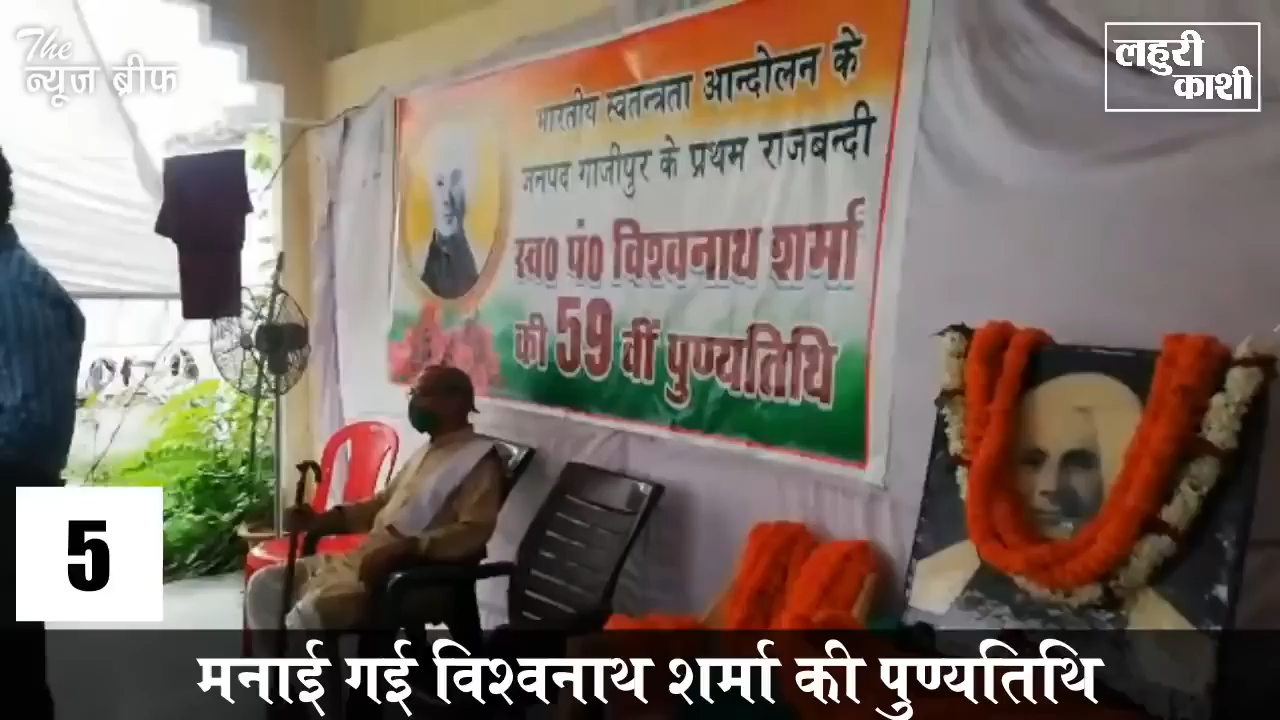 The
न्यूज ब्रीफ
लहुरी
काशी
भारतीय स्वतन्त्रता आन्दोलन के
जनपद गाजीपुर के प्रथम राजबन्दी
स्व0 पं0 विश्वनाथ शर्मा
की 59 वीं पुण्यतिथि
5
मनाई गई विश्वनाथ शर्मा की पुण्यतिथि